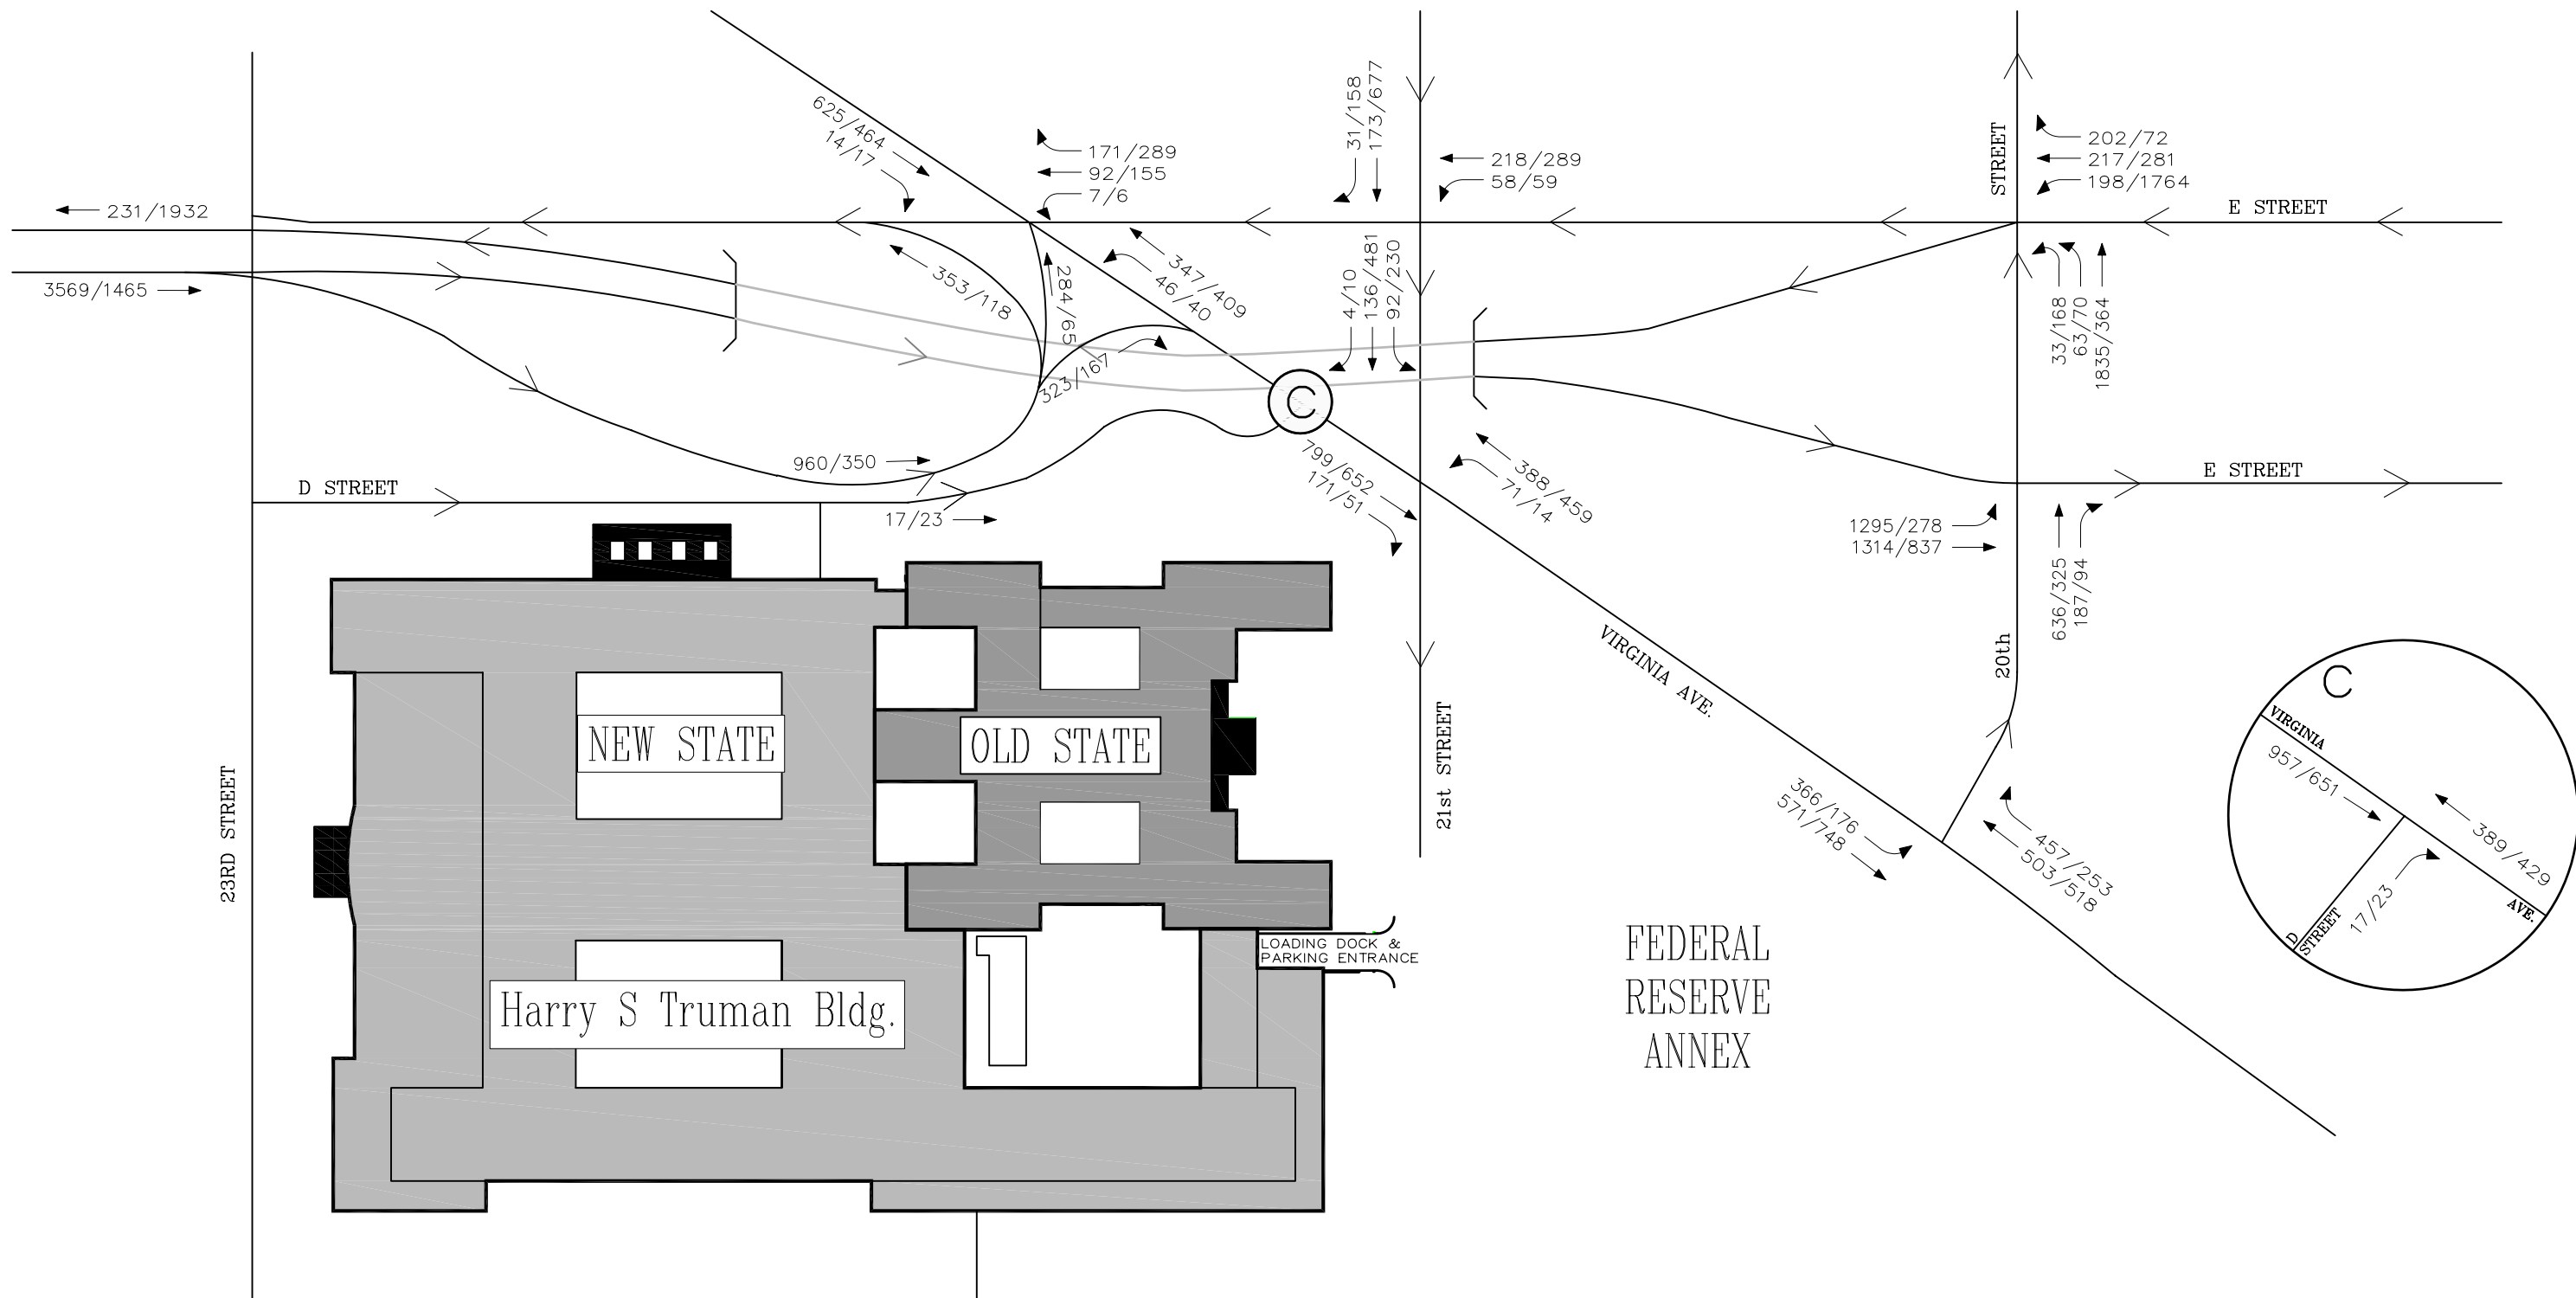 625/464
14/17
171/289
92/155
7/6
31/158
173/677
218/289
58/59
STREET
202/72
217/281
198/1764
E STREET
231/1932
3569/1465
353/118
284/65
347/409
46/40
323/167
4/10
136/481
92/230
33/168
63/70
1835/364
C
960/350
D STREET
17/23
799/652
171/51
388/459
71/14
E STREET
1295/278
1314/837
636/325
187/94
20th
VIRGINIA AVE.
NEW STATE
OLD STATE
21st STREET
23RD STREET
366/176
571/748
457/253
503/518
C
VIRGINIA
957/651
389/429
AVE.
17/23
D
STREET
LOADING DOCK &
PARKING ENTRANCE
FEDERAL
RESERVE
ANNEX
Harry S Truman Bldg.